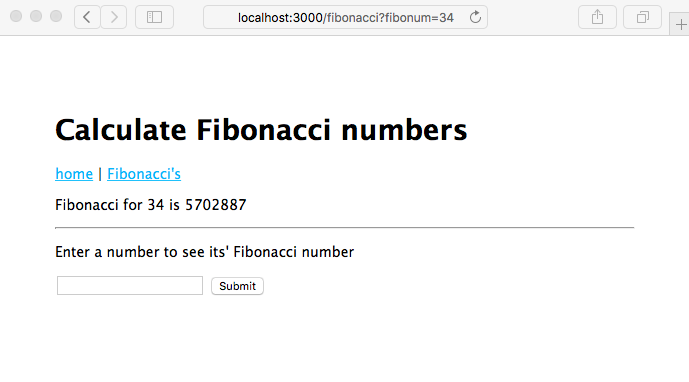 localhost:3000/fibonacci?fibonum=34
Calculate Fibonacci numbers
home | Fibonacci's
Fibonacci for 34 is 5702887
Enter a number to see its' Fibonacci number
Submit